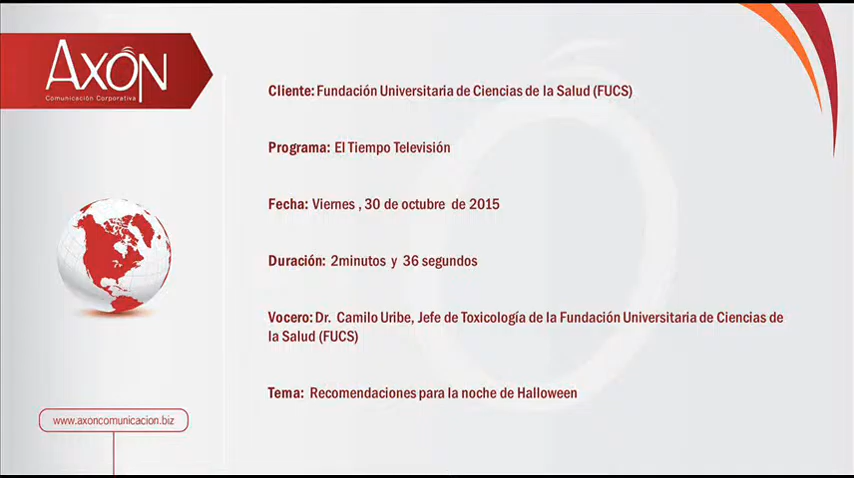 AXÓN
Comunicación Corporativa
Cliente: Fundación Universitaria de Ciencias de la Salud (FUCS)
Programa: El Tiempo Televisión
Fecha: Viernes , 30 de octubre de 2015
Duración: 2minutos y 36 segundos
Vocero: Dr. Camilo Uribe, Jefe de Toxicología de la Fundación Universitaria de Ciencias de
la Salud (FUCS)
Tema: Recomendaciones para la noche de Halloween
www.axoncomunicacion.biz